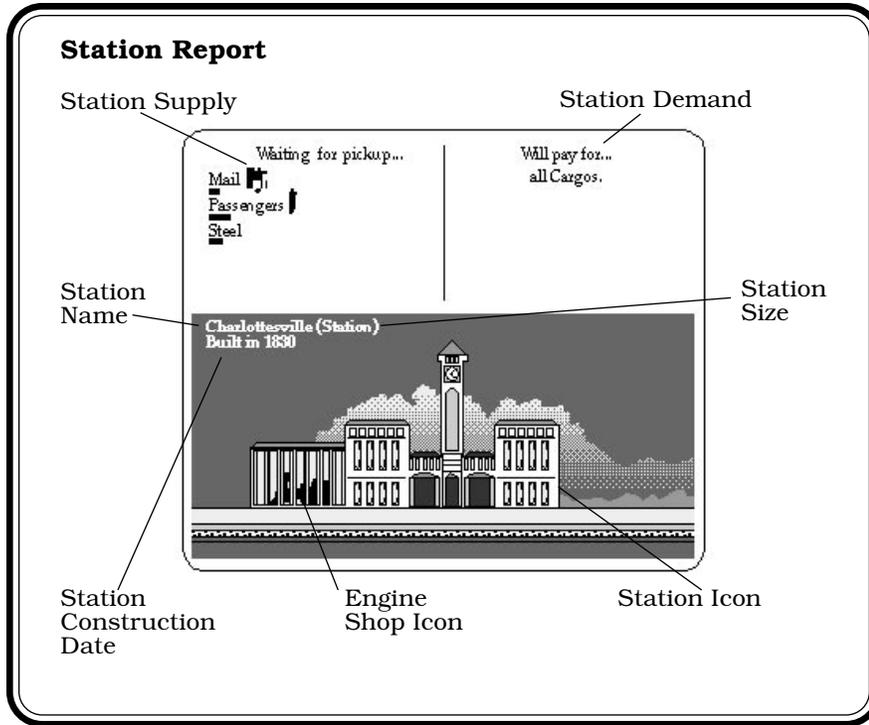 Station Report
Station Supply
Station Demand
Waiting for pickup...
Mail
Passengers
Steel
Will pay for...
all Cargos.
Station
Name
Station
Size
Charlottesville (Station)
Built in 1830
Station
Construction
Date
Engine
Shop Icon
Station Icon